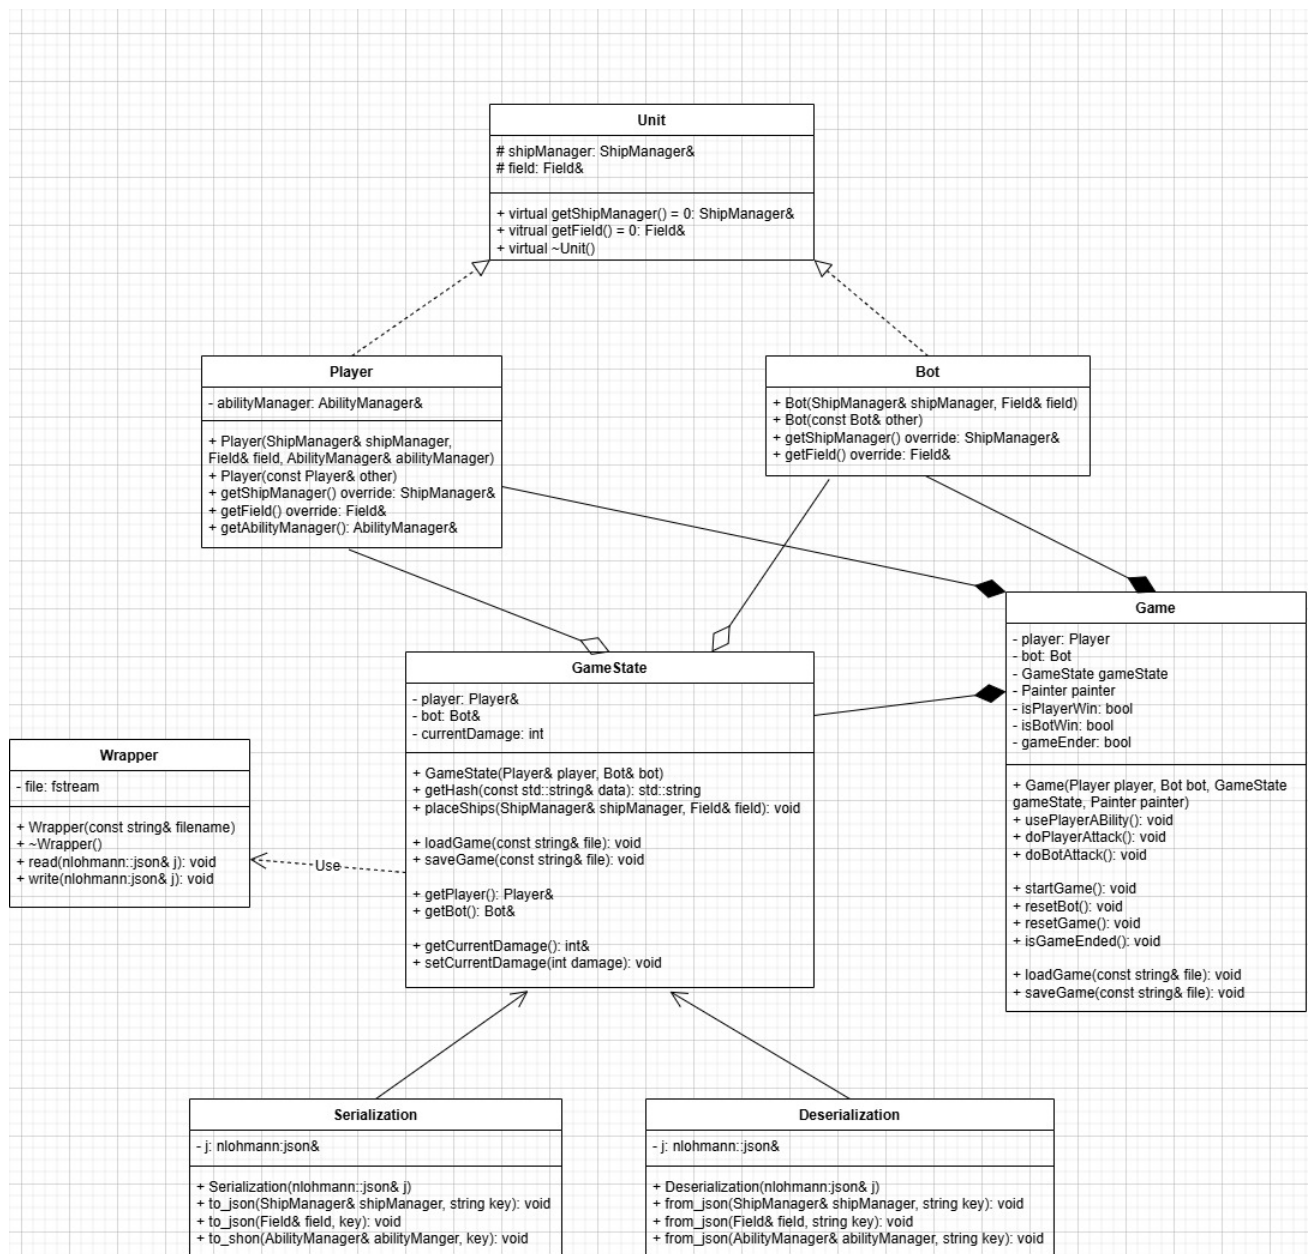 Unit
# shipManager: ShipManager&
# field: Field&
+ virtual getShipManager() = 0: ShipManager&
+ vitrual getField() = 0: Field&
+ virtual ~Unit()
Player
- abilityManager: AbilityManager&
+ Player(ShipManager& shipManager,
Field& field, AbilityManager& abilityManager)
+ Player(const Player& other)
+ getShipManager() override: ShipManager&
+ getField() override: Field&
+ getAbilityManager(): AbilityManager&
Bot
+ Bot(ShipManager& shipManager, Field& field)
+ Bot(const Bot& other)
+ getShipManager() override: ShipManager&
+ getField() override: Field&
Game
- player: Player
- bot: Bot
- GameState gameState
- Painter painter
- isPlayerWin: bool
- isBotWin: bool
- gameEnder: bool
+ Game(Player player, Bot bot, GameState
gameState, Painter painter)
+ usePlayerABility(): void
+ doPlayerAttack(): void
+ doBotAttack(): void
+ startGame(): void
+ resetBot(): void
+ resetGame(): void
+ isGameEnded(): void
+ loadGame(const string& file): void
+ saveGame(const string& file): void
GameState
- player: Player&
- bot: Bot&
- currentDamage: int
+ GameState(Player& player, Bot& bot)
+ getHash(const std::string& data): std::string
+ placeShips(ShipManager& shipManager, Field& field): void
+ loadGame(const string& file): void
+ saveGame(const string& file): void
+ getPlayer(): Player&
+ getBot(): Bot&
+ getCurrentDamage(): int&
+ setCurrentDamage(int damage): void
Wrapper
- file: fstream
+ Wrapper(const string& filename)
+ ~Wrapper()
+ read(nlohmann::json& j): void
+ write(nlohmann:json& j): void
Use
Serialization
- j: nlohmann:json&
+ Serialization(nlohmann::json& j)
+ to_json(ShipManager& shipManager, string key): void
+ to_json(Field& field, key): void
+ to_shon(AbilityManager& abilityManger, key): void
Deserialization
- j: nlohmann::json&
+ Deserialization(nlohmann:json& j)
+ from_json(ShipManager& shipManager, string key): void
+ from_json(Field& field, string key): void
+ from_json(AbilityManager& abilityManager, string key): void